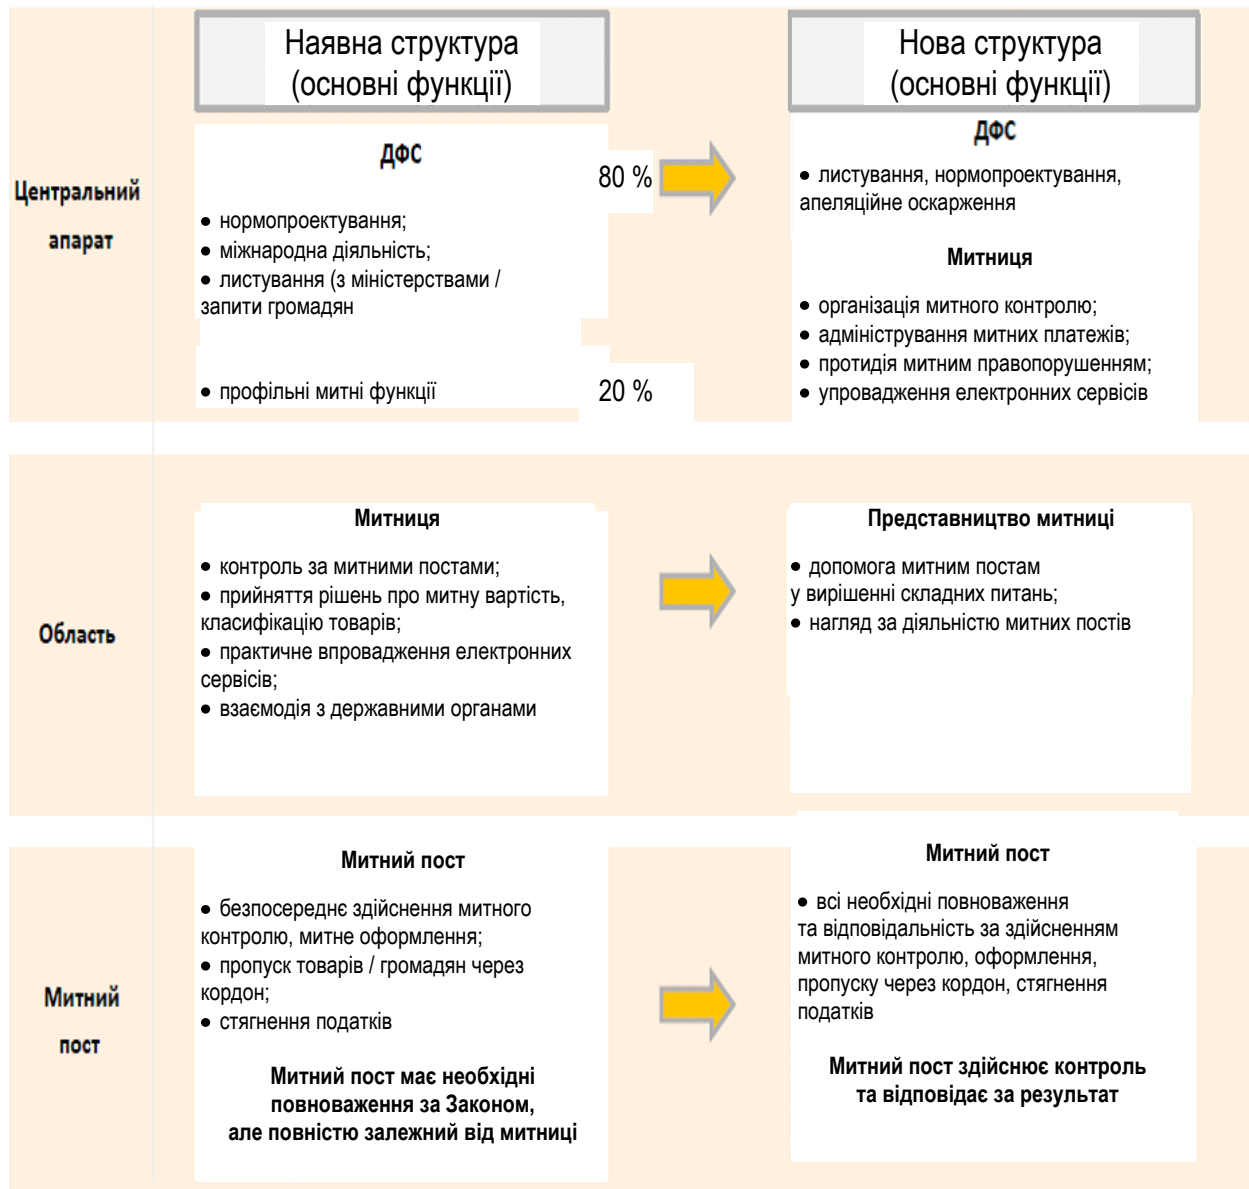 Наявна структура
(основні функції)
Нова структура
(основні функції)
Центральний
апарат
ДФС
• нормопроектування;
• міжнародна діяльність;
• листування (з міністерствами /
запити громадян
80 %
• профільні митні функції
20 %
ДФС
• листування, нормопроектування,
апеляційне оскарження
Митниця
• організація митного контролю;
• адміністрування митних платежів;
• протидія митним правопорушенням;
• упровадження електронних сервісів
Область
Митниця
• контроль за митними постами;
• прийняття рішень про митну вартість,
класифікацію товарів;
• практичне впровадження електронних
сервісів;
• взаємодія з державними органами
Представництво митниці
• допомога митним постам
у вирішенні складних питань;
• нагляд за діяльністю митних постів
Митний
пост
Митний пост
• безпосереднє здійснення митного
контролю, митне оформлення;
• пропуск товарів / громадян через
кордон;
• стягнення податків
Митний пост має необхідні
повноваження за Законом,
але повністю залежний від митниці
Митний пост
• всі необхідні повноваження
та відповідальність за здійсненням
митного контролю, оформлення,
пропуску через кордон, стягнення
податків
Митний пост здійснює контроль
та відповідає за результат